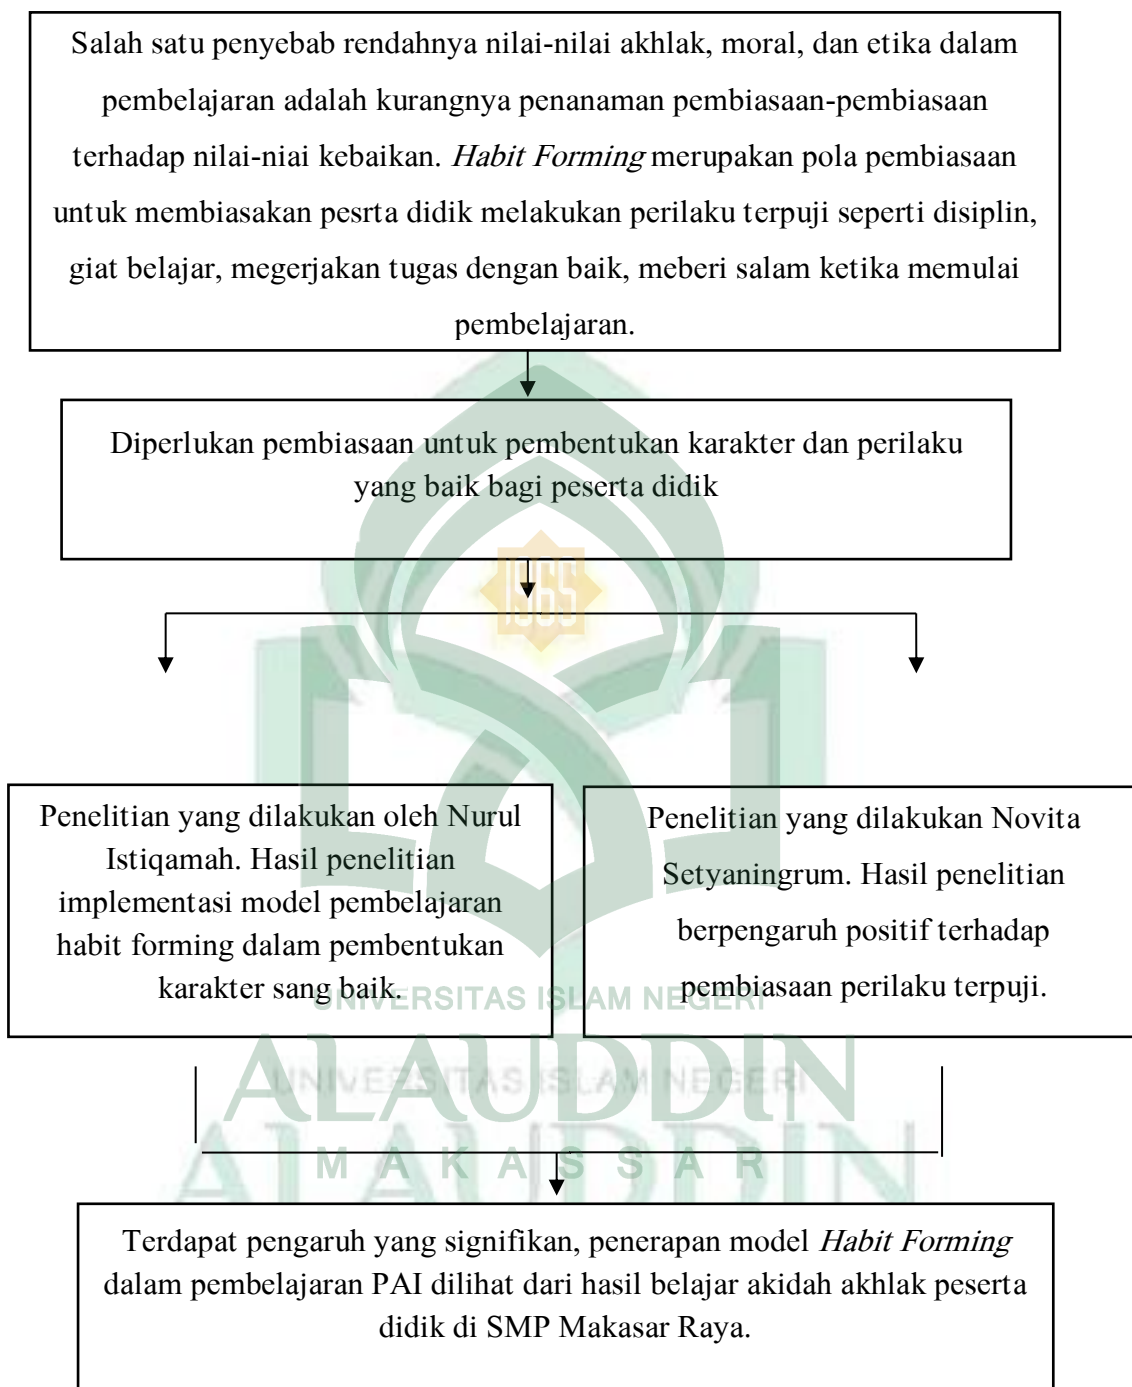 Salah satu penyebab rendahnya nilai-nilai akhlak, moral, dan etika dalam
pembelajaran adalah kurangnya penanaman pembiasaan-pembiasaan
terhadap nilai-niai kebaikan. Habit Forming merupakan pola pembiasaan
untuk membiasakan pesrta didik melakukan perilaku terpuji seperti disiplin,
giat belajar, megerjakan tugas dengan baik, meberi salam ketika memulai
pembelajaran.
Diperlukan pembiasaan untuk pembentukan karakter dan perilaku
yang baik bagi peserta didik
1965
Penelitian yang dilakukan oleh Nurul
Istiqamah. Hasil penelitian
implementasi model pembelajaran
habit forming dalam pembentukan
karakter sang baik.
Penelitian yang dilakukan Novita
Setyaningrum. Hasil penelitian
berpengaruh positif terhadap
pembiasaan perilaku terpuji.
UNIVERSITAS ISLAM NEGERI
ALAUDDIN
UNIVERSITAS ISLAM NEGERI
ALAUDDIN
MAKASSAR
Terdapat pengaruh yang signifikan, penerapan model Habit Forming
dalam pembelajaran PAI dilihat dari hasil belajar akidah akhlak peserta
didik di SMP Makasar Raya.